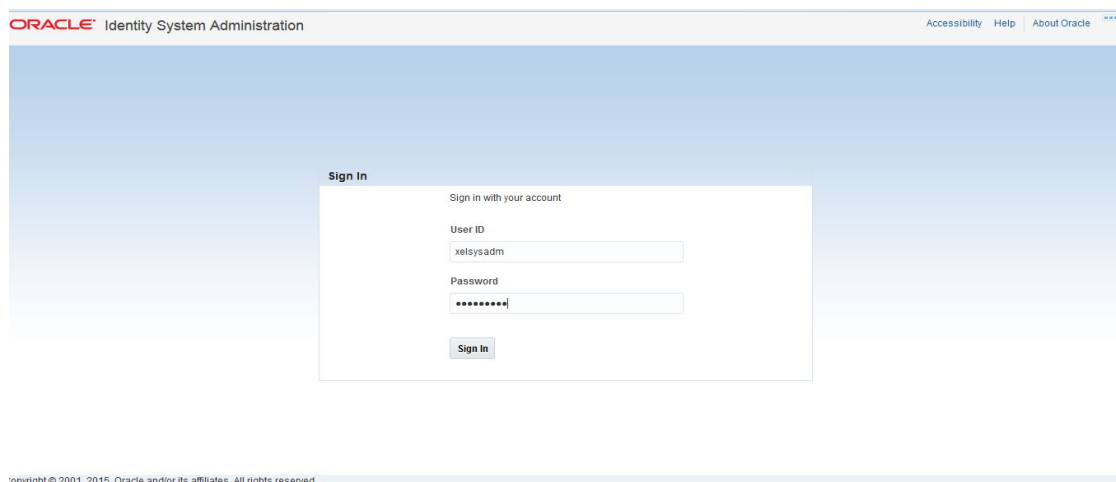 ORACLE® Identity System Administration
Accessibility Help About Oracle
Sign In
Sign in with your account
User ID
xelsysadm
Password
•••••••••
Sign In
opyright © 2001, 2015, Oracle and/or its affiliates. All rights reserved.